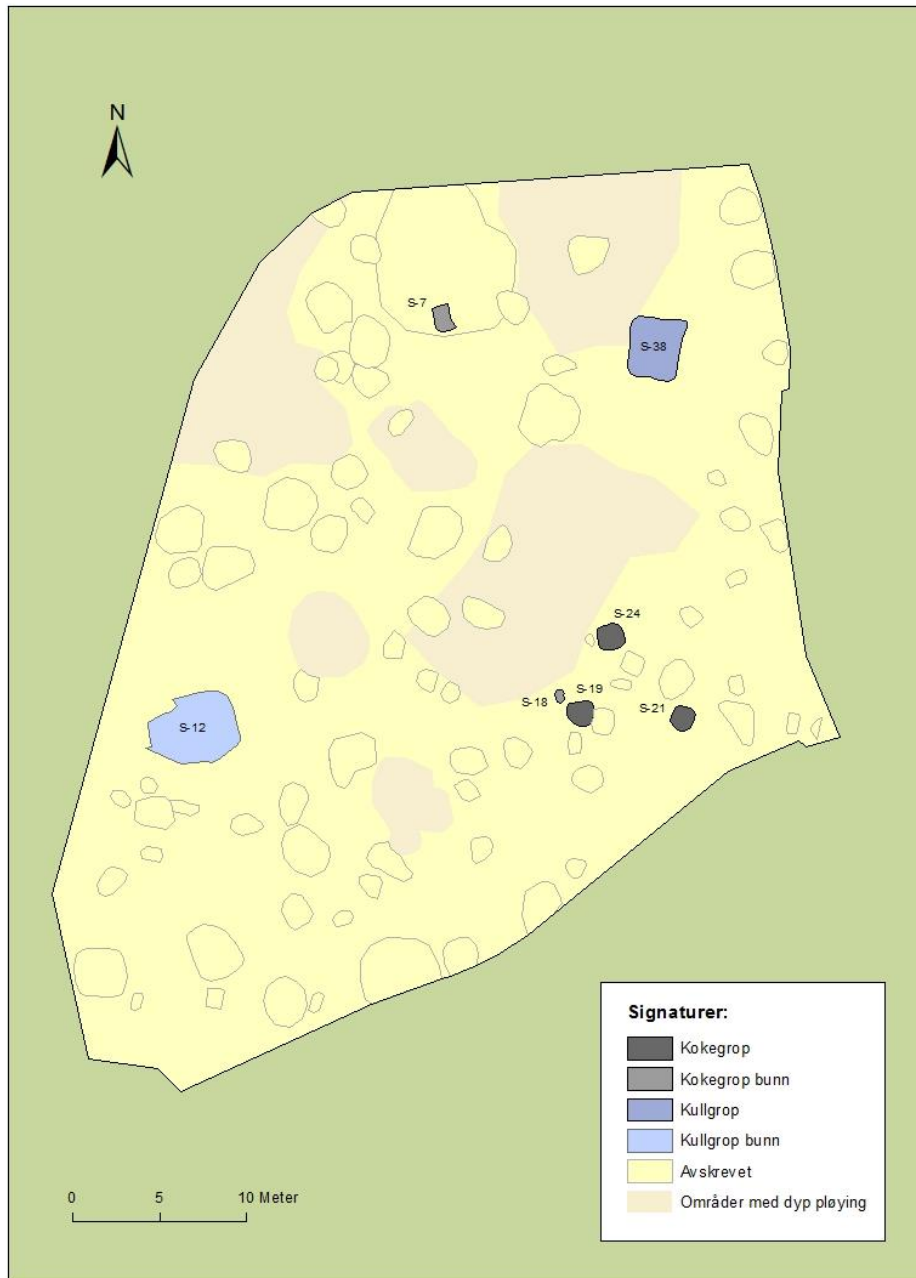 N
S-7
S-38
S-24
S-18
S-19
S-21
S-12
Signaturer:
Kokegrop
Kokegrop bunn
Kullgrop
Kullgrop bunn
Avskrevet
Områder med dyp pløying
0 5 10 Meter